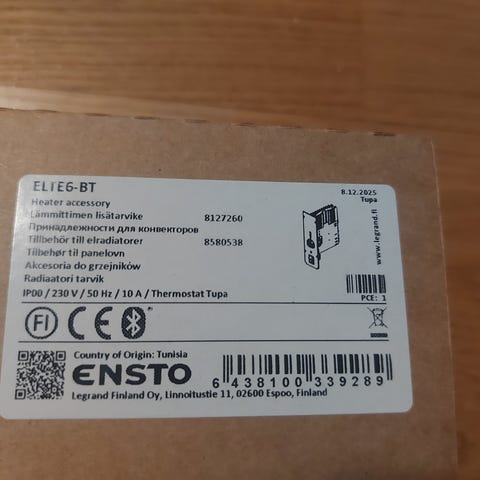 ELTE6-BT
8.12.2025
Tupa
Heater accessory
Lämmittimen lisätarvike 8127260
Принадлежности для конвекторов
Tillbehör till elradiatorer 8580538
Tilbehør til panelovn
Akcesoria do grzejników
Radiaatori tarvik
IP00 / 230 V / 50 Hz / 10 A / Thermostat Tupa
www.legrand.fi
PCE: 1
FI CE
Country of Origin: Tunisia
ENSTO
6 438100 339289
Legrand Finland Oy, Linnoitustie 11, 02600 Espoo, Finland